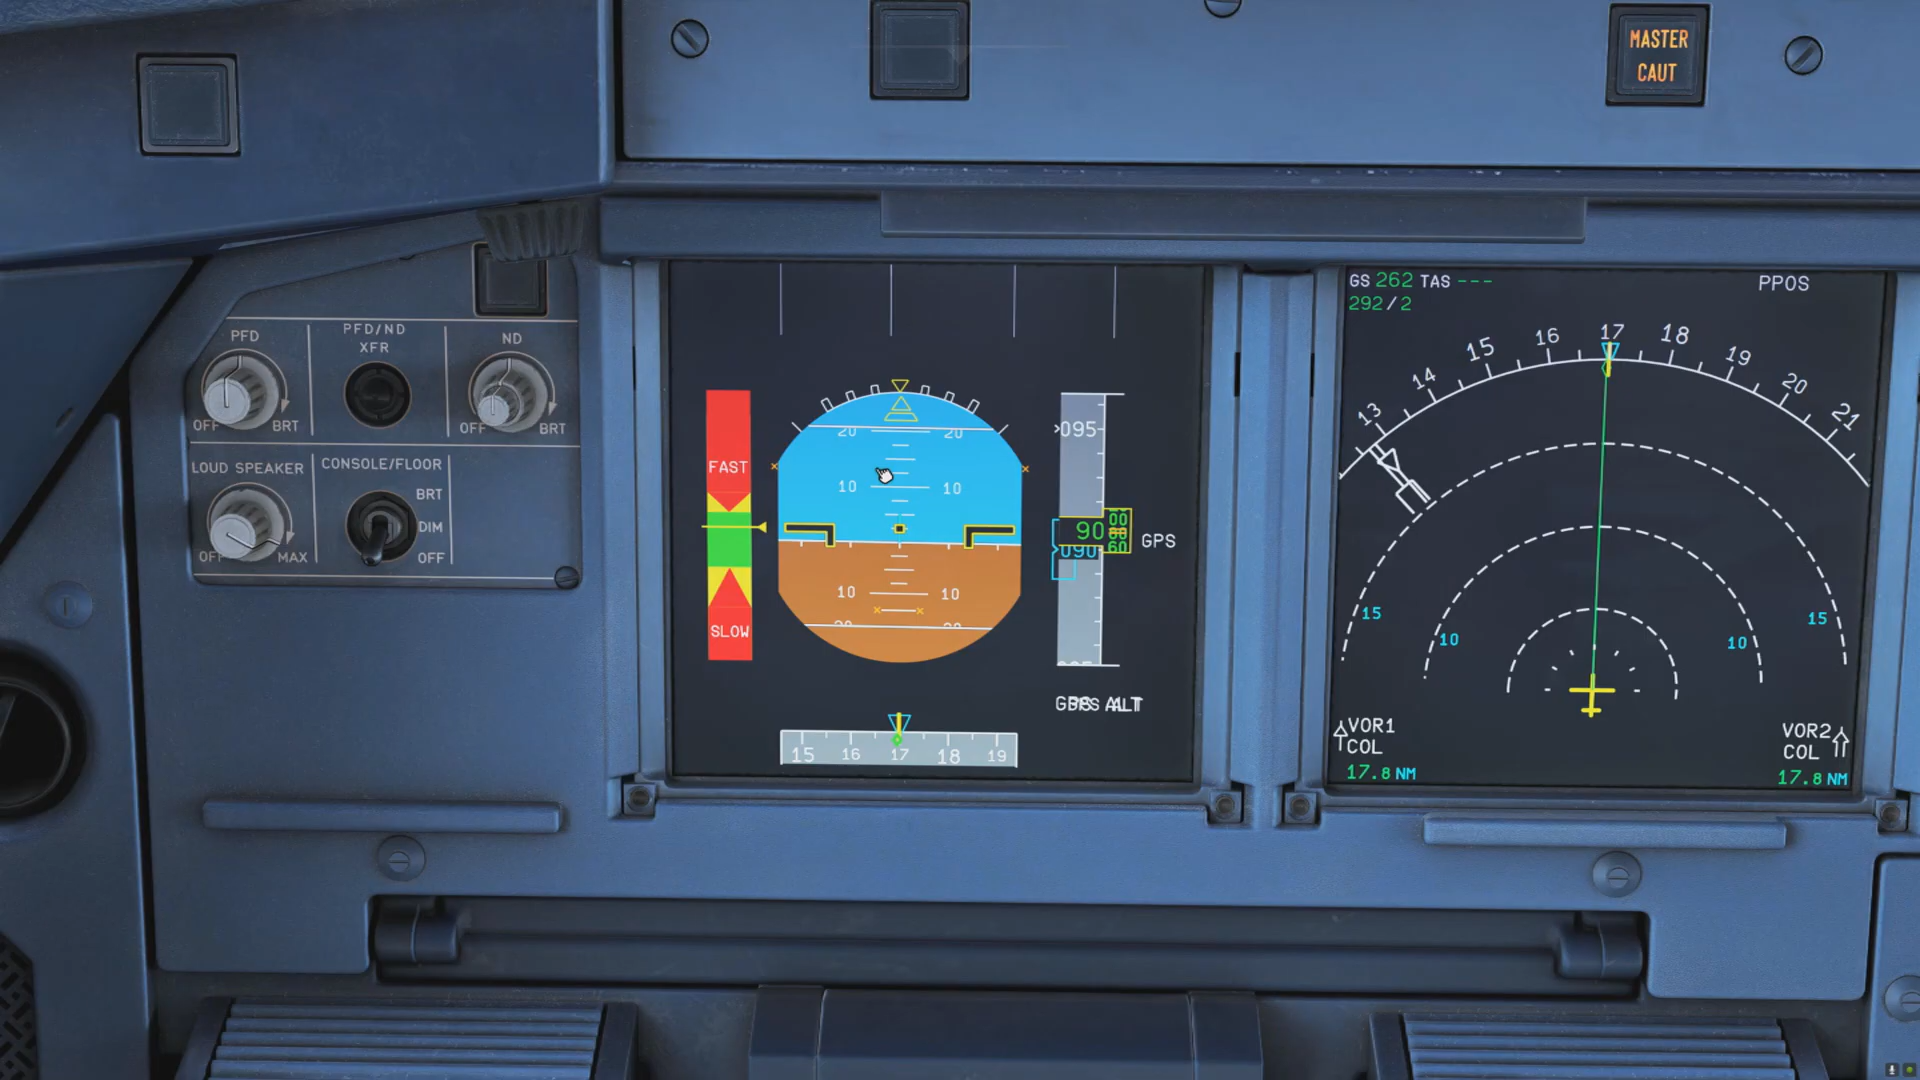 MASTER
CAUT
PFD
OFF
BRT
PFD/ND
XFR
ND
OFF
BRT
LOUD SPEAKER
MAX
CONSOLE/FLOOR
BRT
DIM
OFF
FAST
SLOW
20 20
10 10
10 10
095
90
090
00
60
GPS
15 16 17 18 19
GS 262 TAS ---
292/2
PPOS
13 14 15 16 17 18 19 20 21
15 15
10 10
VOR1
COL
17.8 NM
VOR2
COL
17.8 NM